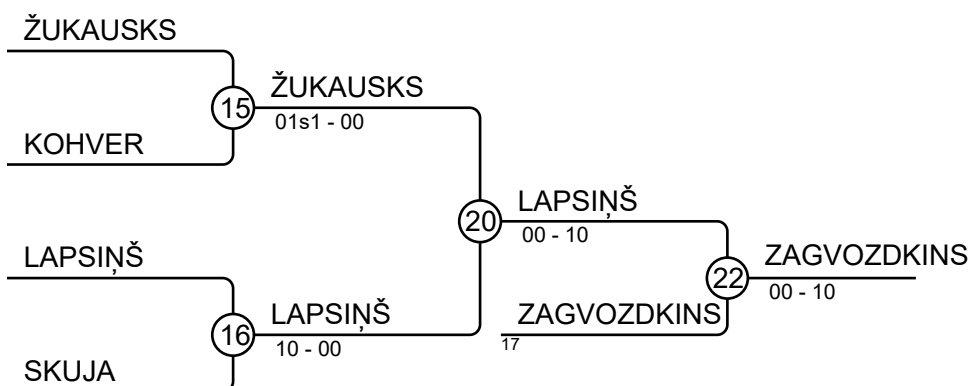 ŽUKAUSKS
15
ŽUKAUSKS
01s1 - 00
KOHVER
20
LAPSIŅŠ
00 - 10
LAPSIŅŠ
22
ZAGVOZDKINS
00 - 10
16
LAPSIŅŠ
10 - 00
ZAGVOZDKINS
17
SKUJA